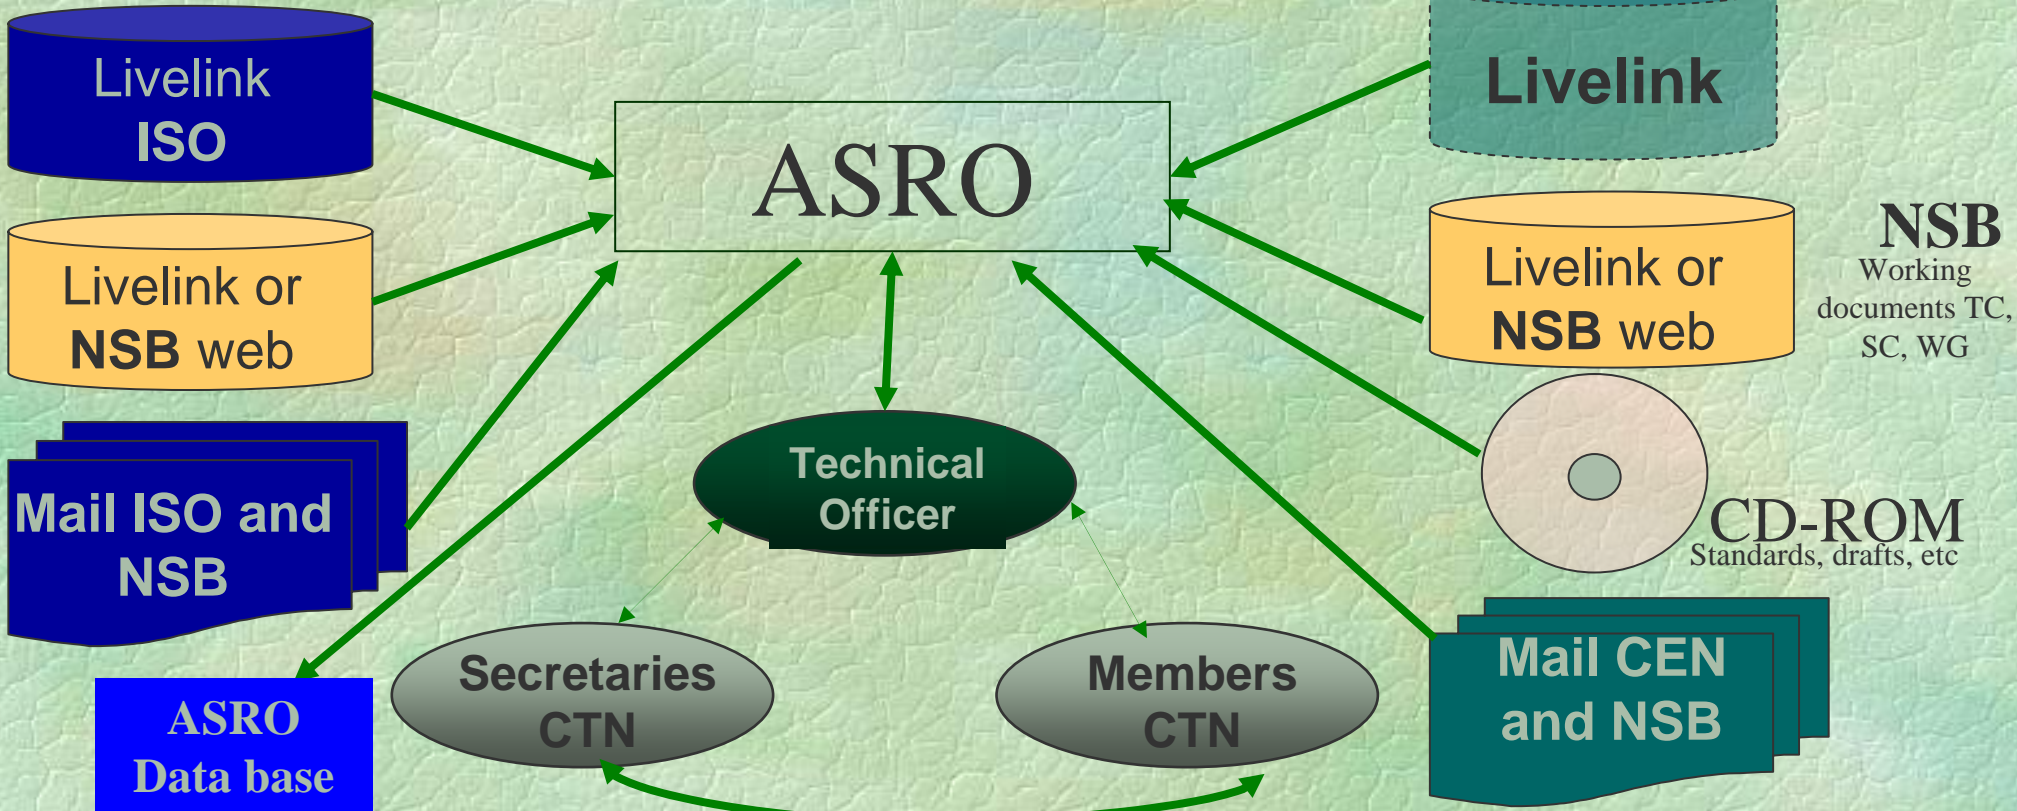 Livelink
ISO
Livelink or
NSB web
Mail ISO and
NSB
ASRO
Data base
ASRO
Technical
Officer
Secretaries
CTN
Members
CTN
Livelink
Livelink or
NSB web
NSB
Working
documents TC,
SC, WG
CD-ROM
Standards, drafts, etc
Mail CEN
and NSB